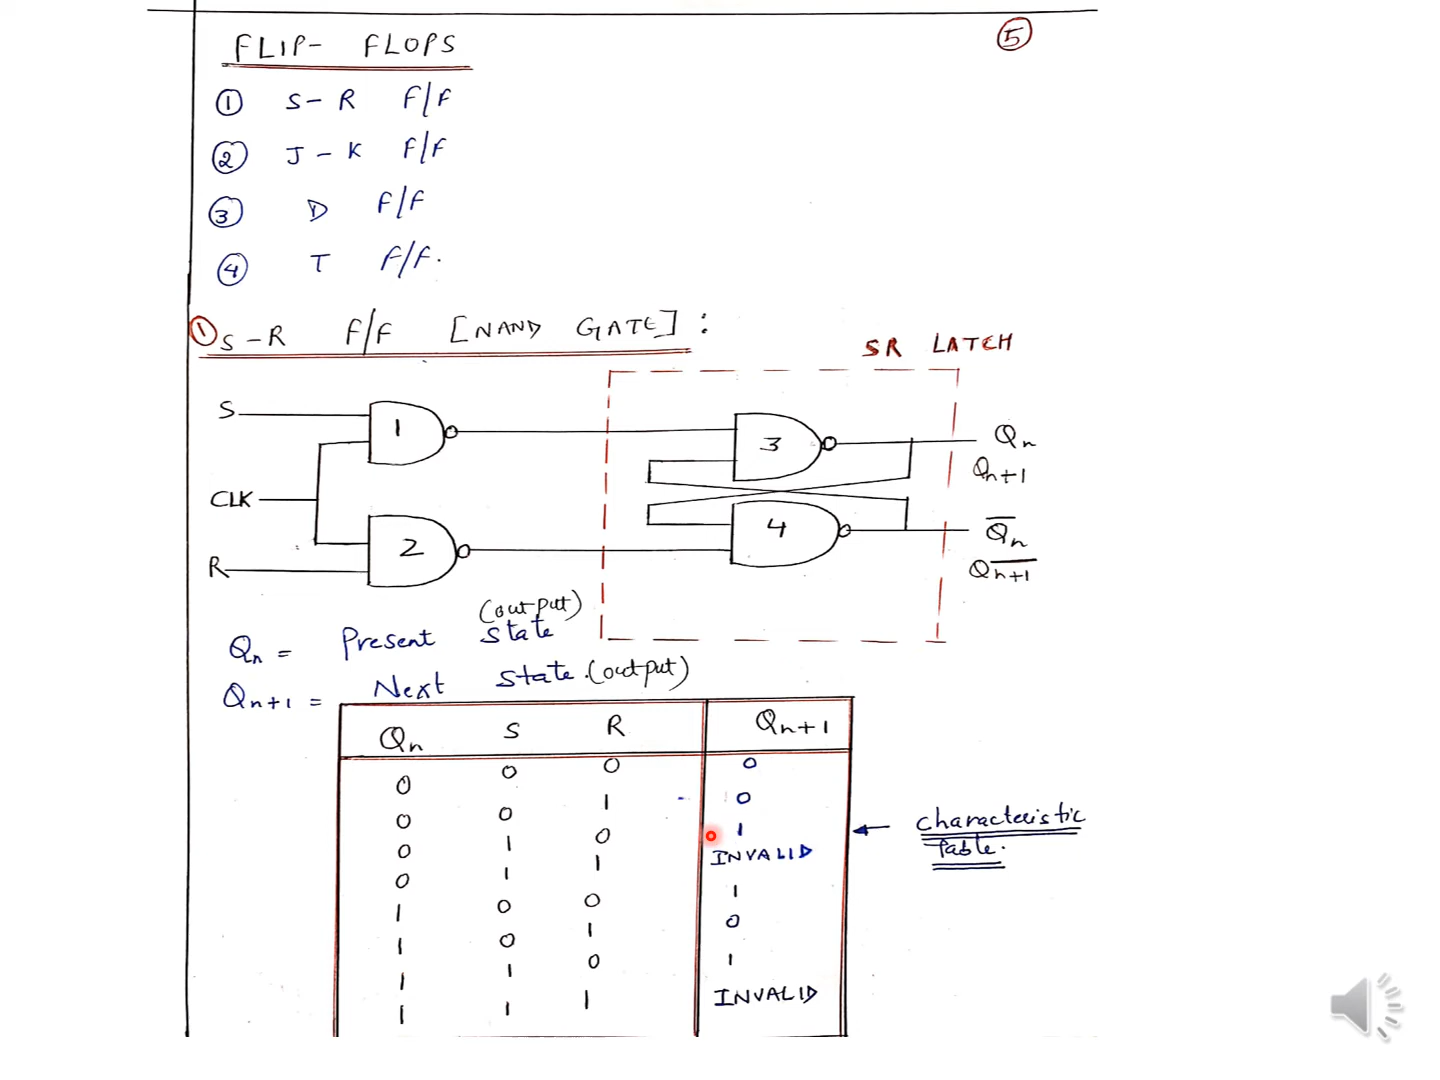 5
FLIP- FLOPS
1 S-R F/F
2 J-K F/F
3 D F/F
4 T F/F.
1 S-R F/F [NAND GATE] :
SR LATCH
S
1
3
Qn
Qn+1
CLK
R
2
4
Q̅n
Q̅n+1
Qn = Present state (output)
Qn+1 = Next state.(output)
Qn S R Qn+1
0 0 0 0
0 0 1 0
0 1 0 1
0 1 1 INVALID
1 0 0 1
1 0 1 0
1 1 0 1
1 1 1 INVALID
characteristic
Table.